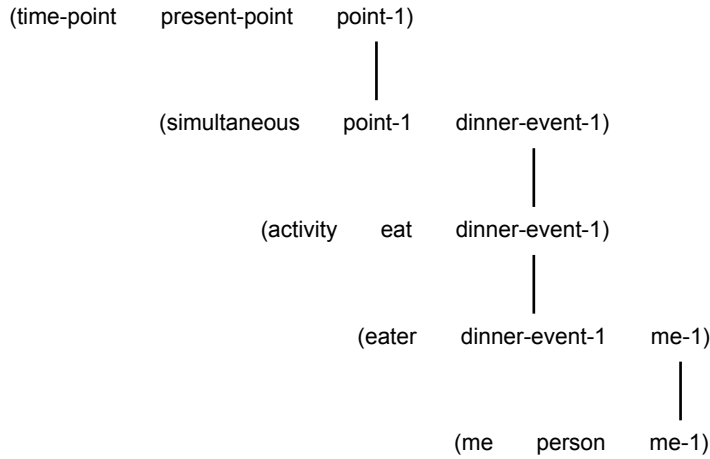 (time-point present-point point-1)
(simultaneous point-1 dinner-event-1)
(activity eat dinner-event-1)
(eater dinner-event-1 me-1)
(me person me-1)